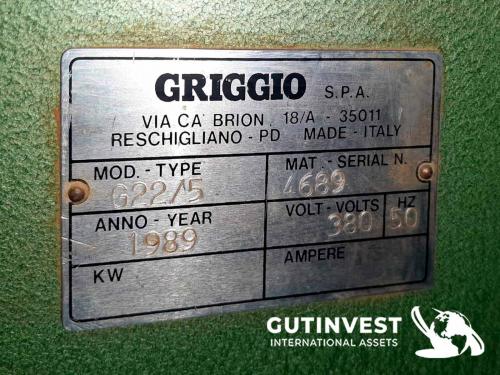 GRIGGIO S.P.A.
VIA CA' BRION 18/A - 35011
RESCHIGLIANO - PD MADE - ITALY
MOD. - TYPE
G22/5
MAT. - SERIAL N.
4689
ANNO - YEAR
1989
VOLT - VOLTS
380
HZ
50
KW
AMPERE
GUTINVEST
INTERNATIONAL ASSETS